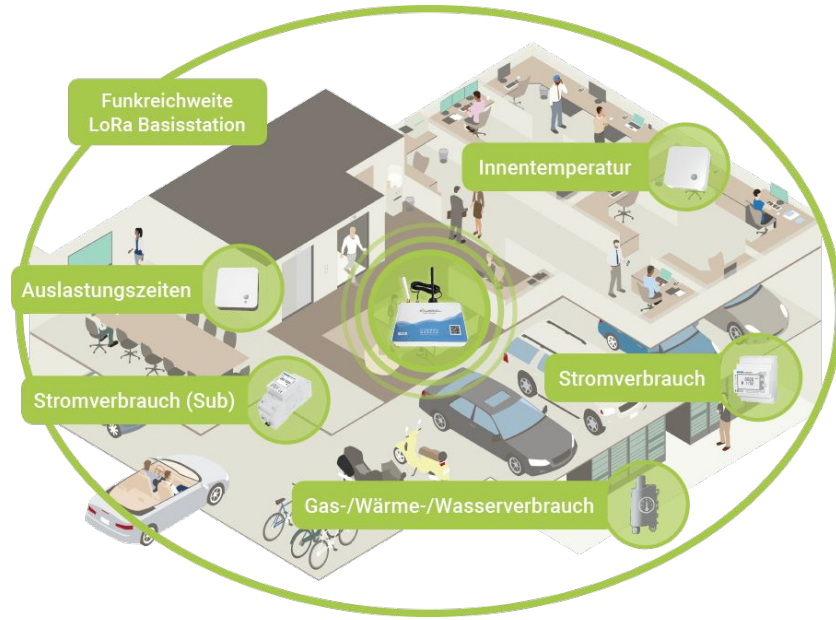 Funkreichweite
LoRa Basisstation
Innentemperatur
Auslastungszeiten
Stromverbrauch
Stromverbrauch (Sub)
Gas-/Wärme-/Wasserverbrauch